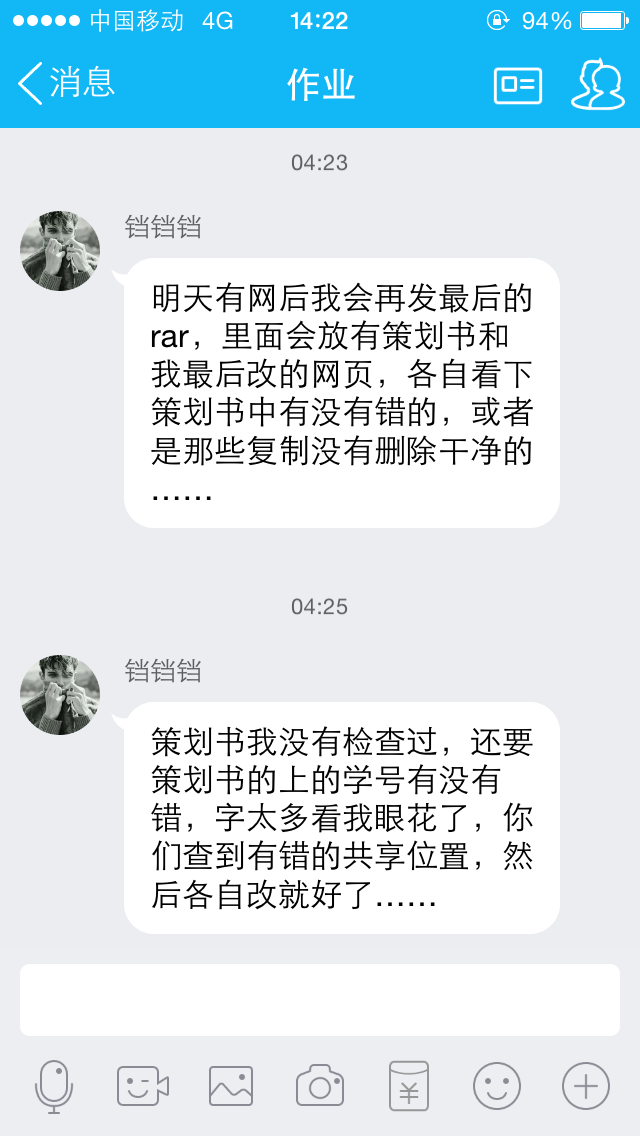 中国移动 4G 14:22 94%
消息 作业
04:23
铛铛铛
明天有网后我会再发最后的
rar，里面会放有策划书和
我最后改的网页，各自看下
策划书中有没有错的，或者
是那些复制没有删除干净的
……
04:25
铛铛铛
策划书我没有检查过，还要
策划书的上的学号有没有
错，字太多看我眼花了，你
们查到有错的共享位置，然
后各自改就好了……